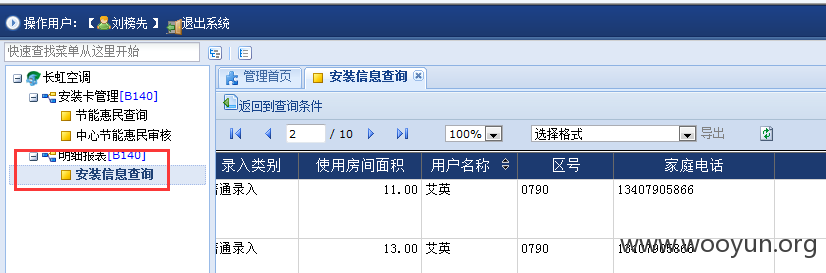 操作用户：【刘榜先 】 退出系统
快速查找菜单从这里开始
长虹空调
安装卡管理[B140]
节能惠民查询
中心节能惠民审核
明细报表[B140]
安装信息查询
管理首页 安装信息查询
返回到查询条件
2 / 10 100% 选择格式 导出
录入类别 使用房间面积 用户名称 区号 家庭电话
普通录入 11.00 艾英 0790 13407905866
普通录入 13.00 艾英 0790 13407905866
www.wooyun.org